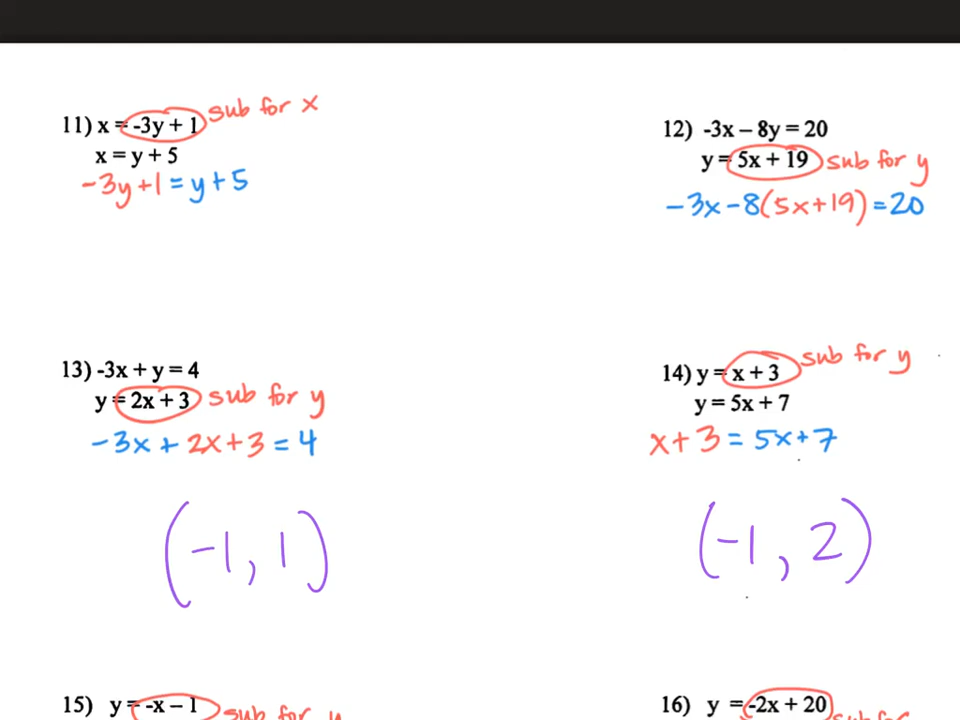 11) x = -3y + 1 sub for x
x = y + 5
-3y+1 = y+5
12) -3x – 8y = 20
y = 5x + 19 sub for y
-3x-8(5x+19)=20
13) -3x + y = 4
y = 2x + 3 sub for y
-3x + 2x+3 = 4
(-1, 1)
14) y = x + 3 sub for y
y = 5x + 7
x+3 = 5x+7
(-1, 2)
15) y = -x – 1 sub for y
16) y = -2x + 20